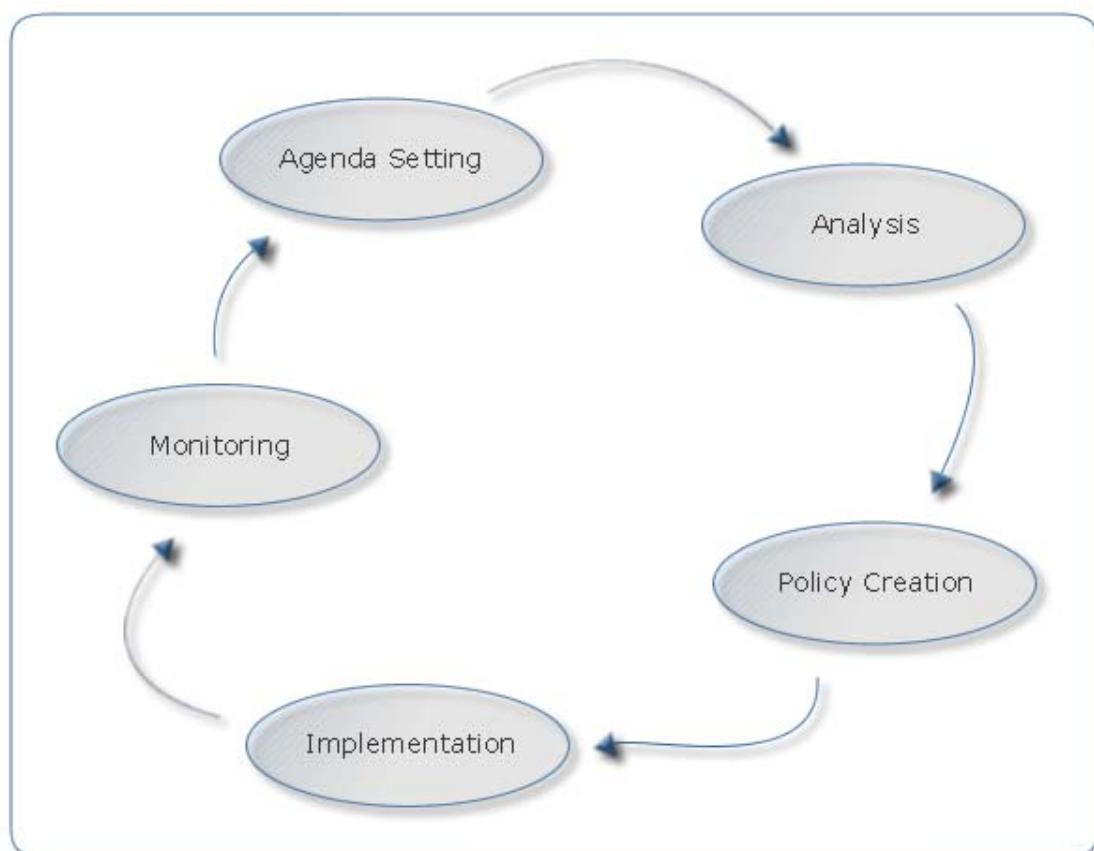 Agenda Setting
Analysis
Policy Creation
Implementation
Monitoring